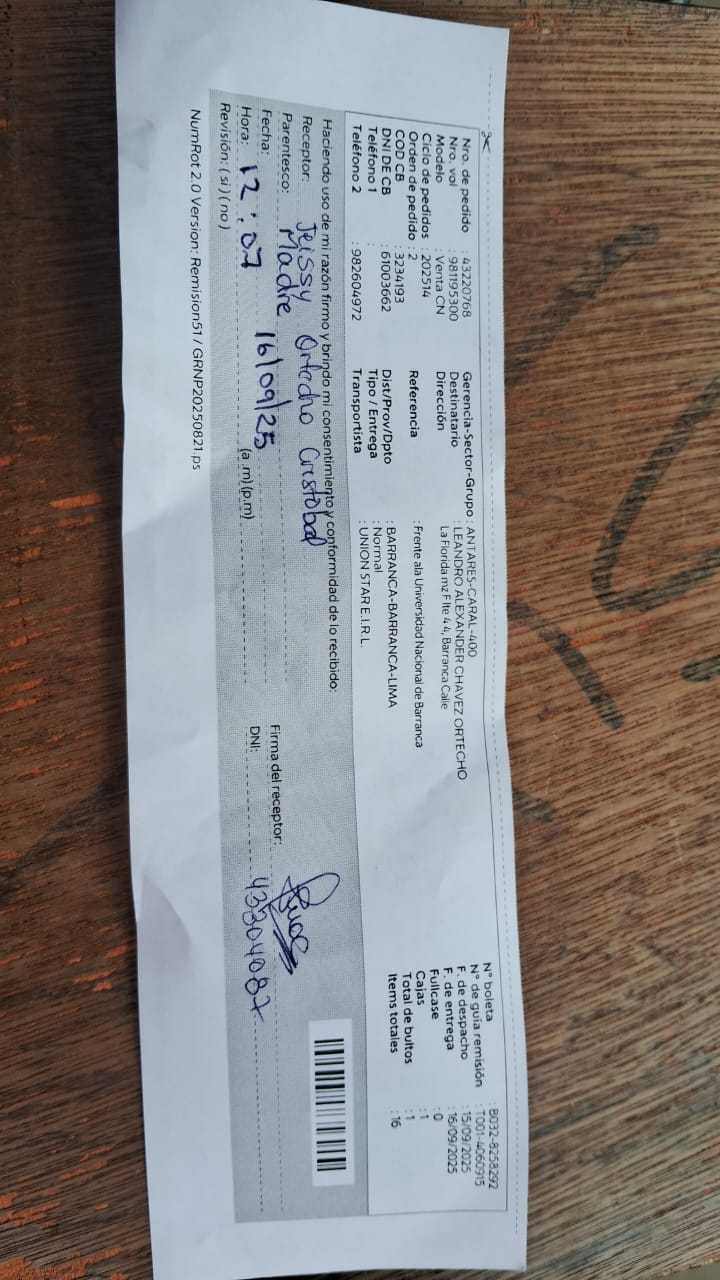 Nro. de pedido : 43220768 Gerencia-Sector-Grupo : ANTARES-CARAL-400 N° boleta : B032-8258292
Nro. val : 981195300 Destinatario : LEANDRO ALEXANDER CHAVEZ ORTECHO N° de guía remisión : T001-4060915
Modelo : Venta CN Dirección La Florida mz F lte 4 4, Barranca Calle F. de despacho : 15/09/2025
Ciclo de pedidos : 202514 F. de entrega : 16/09/2025
Orden de pedido : 2 Referencia : Frente ala Universidad Nacional de Barranca Fullcase : 0
COD CB : 3234193 Cajas : 1
DNI DE CB : 61003662 Dist/Prov/Dpto : BARRANCA-BARRANCA-LIMA Total de bultos : 1
Teléfono 1 : Tipo / Entrega : Normal Items totales : 16
Teléfono 2 : 982604972 Transportista : UNION STAR E.I.R.L.
Haciendo uso de mi razón firmo y brindo mi consentimiento y conformidad de lo recibido:
Receptor: Jeissy Ortecho Cristobal
Parentesco: Madre Firma del receptor:
Fecha: 16/09/25 DNI: 43304087
Hora: 12:07 (a .m) (p.m)
Revisión: ( si ) ( no )
NumRot 2.0 Version: Remision51 / GRNP20250821.ps